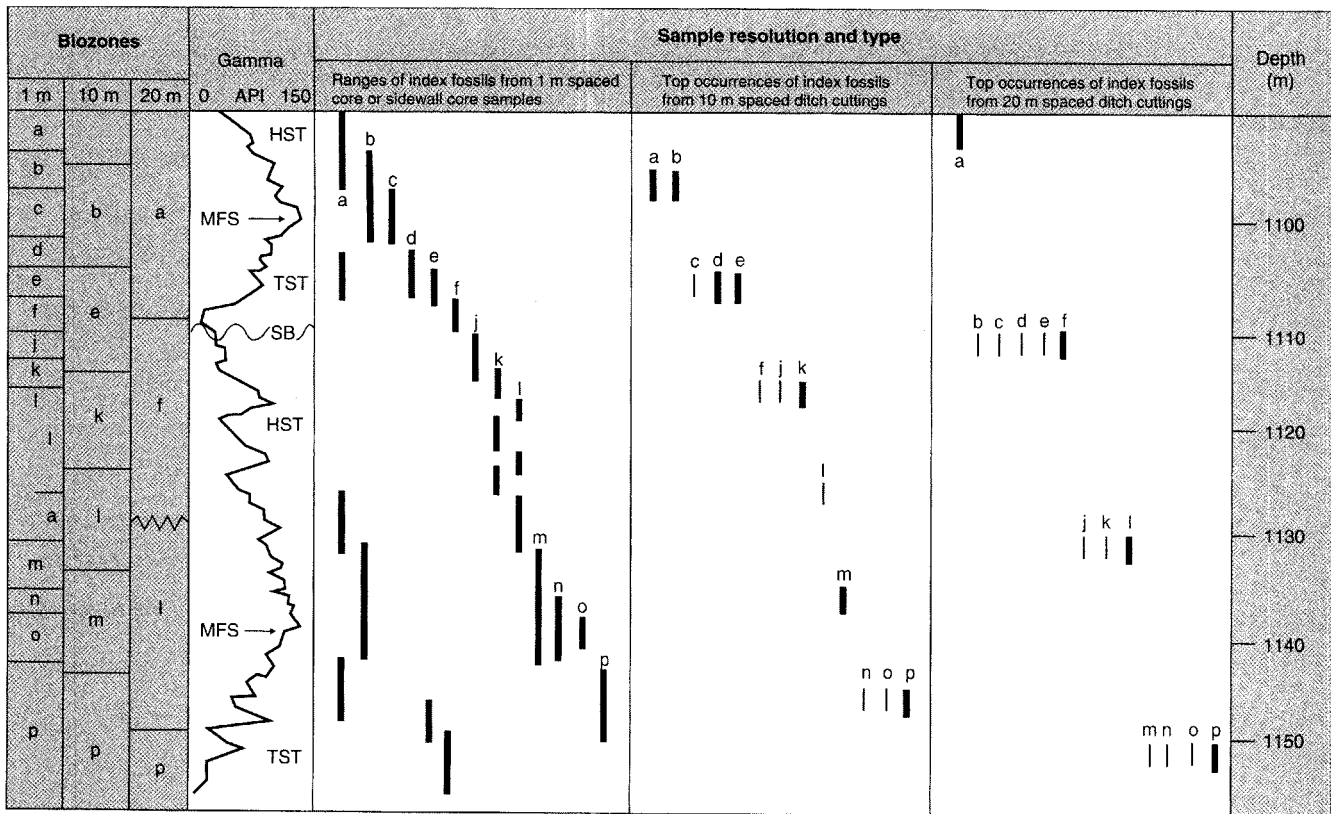 Biozones
Gamma
Sample resolution and type
Depth
(m)
Ranges of index fossils from 1 m spaced
core or sidewall core samples
Top occurrences of index fossils
from 10 m spaced ditch cuttings
Top occurrences of index fossils
from 20 m spaced ditch cuttings
1 m 10 m 20 m
0 API 150
a
b
c
d
e
f
j
k
l
l
a
m
n
o
p
b
e
k
l
m
p
a
f
l
p
HST
MFS
TST
SB
HST
MFS
TST
a
b
c
d
e
f
j
k
l
m
n
o
p
a b
c d e
f j k
l
m
n o p
a
b c d e f
j k l
m n o p
1100
1110
1120
1130
1140
1150